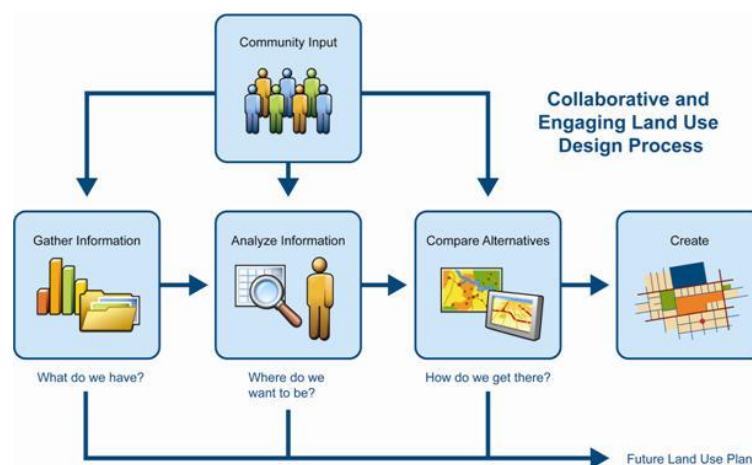 Community Input
Collaborative and
Engaging Land Use
Design Process
Gather Information
Analyze Information
Compare Alternatives
Create
What do we have?
Where do we
want to be?
How do we get there?
Future Land Use Plan